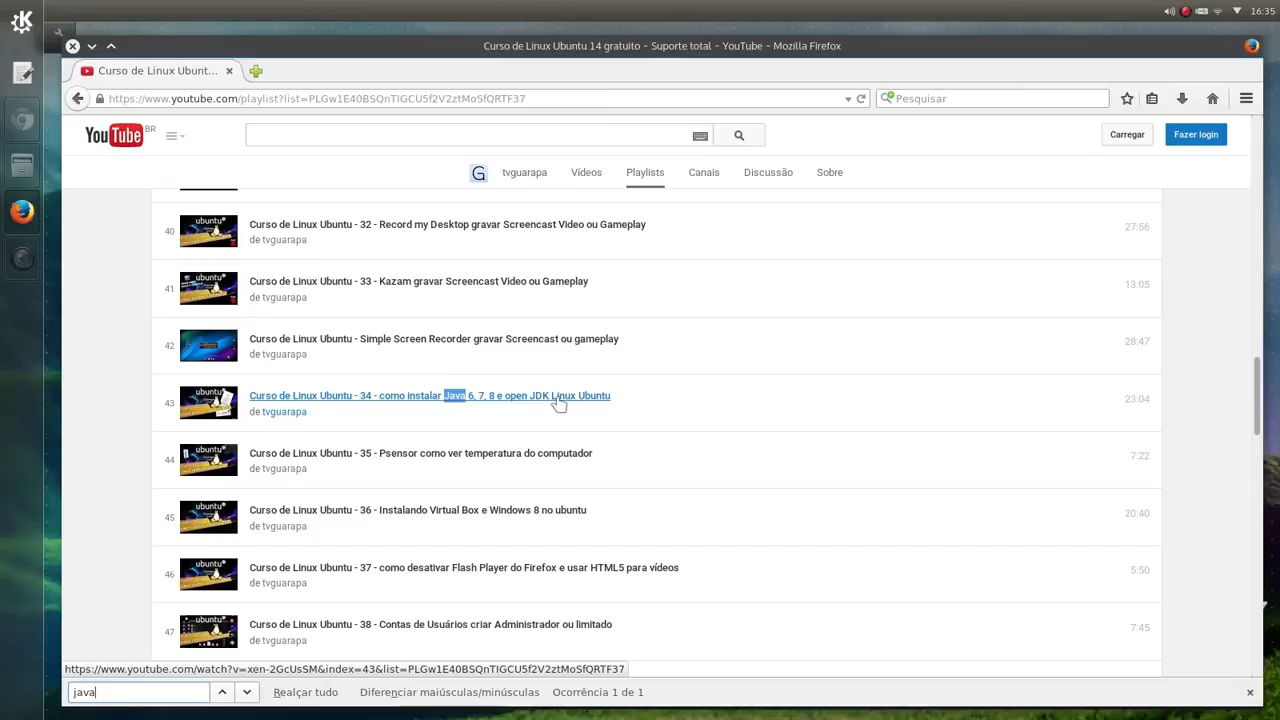 16:35
Curso de Linux Ubuntu 14 gratuito - Suporte total - YouTube - Mozilla Firefox
Curso de Linux Ubunt...
https://www.youtube.com/playlist?list=PLGw1E40BSQnTIGCU5f2V2ztMoSfQRTF37
Pesquisar
YouTube BR
Carregar
Fazer login
G tvguarapa Vídeos Playlists Canais Discussão Sobre
40 ubuntu Curso de Linux Ubuntu - 32 - Record my Desktop gravar Screencast Video ou Gameplay 27:56
de tvguarapa
41 ubuntu Curso de Linux Ubuntu - 33 - Kazam gravar Screencast Video ou Gameplay 13:05
de tvguarapa
42 Curso de Linux Ubuntu - Simple Screen Recorder gravar Screencast ou gameplay 28:47
de tvguarapa
43 ubuntu Curso de Linux Ubuntu - 34 - como instalar Java 6, 7, 8 e open JDK Linux Ubuntu 23:04
de tvguarapa
44 ubuntu Curso de Linux Ubuntu - 35 - Psensor como ver temperatura do computador 7:22
de tvguarapa
45 ubuntu Curso de Linux Ubuntu - 36 - Instalando Virtual Box e Windows 8 no ubuntu 20:40
de tvguarapa
46 ubuntu Curso de Linux Ubuntu - 37 - como desativar Flash Player do Firefox e usar HTML5 para vídeos 5:50
de tvguarapa
47 ubuntu Curso de Linux Ubuntu - 38 - Contas de Usuários criar Administrador ou limitado 7:45
de tvguarapa
https://www.youtube.com/watch?v=xen-2GcUsSM&index=43&list=PLGw1E40BSQnTIGCU5f2V2ztMoSfQRTF37
java Realçar tudo Diferenciar maiúsculas/minúsculas Ocorrência 1 de 1